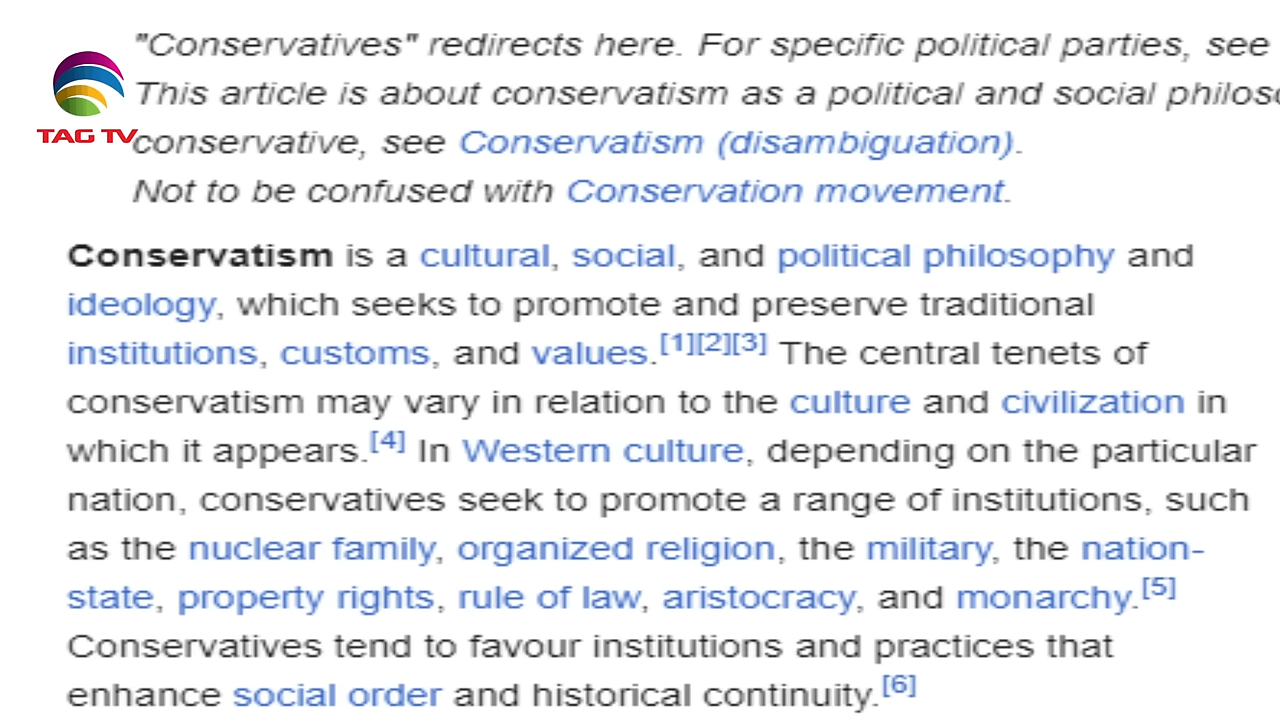 "Conservatives" redirects here. For specific political parties, see
This article is about conservatism as a political and social
TAG TV
conservative, see Conservatism (disambiguation).
Not to be confused with Conservation movement.
Conservatism is a cultural, social, and political philosophy and
ideology, which seeks to promote and preserve traditional
institutions, customs, and values.[1][2][3] The central tenets of
conservatism may vary in relation to the culture and civilization in
which it appears.[4] In Western culture, depending on the particular
nation, conservatives seek to promote a range of institutions, such
as the nuclear family, organized religion, the military, the nation-
state, property rights, rule of law, aristocracy, and monarchy.[5]
Conservatives tend to favour institutions and practices that
enhance social order and historical continuity.[6]